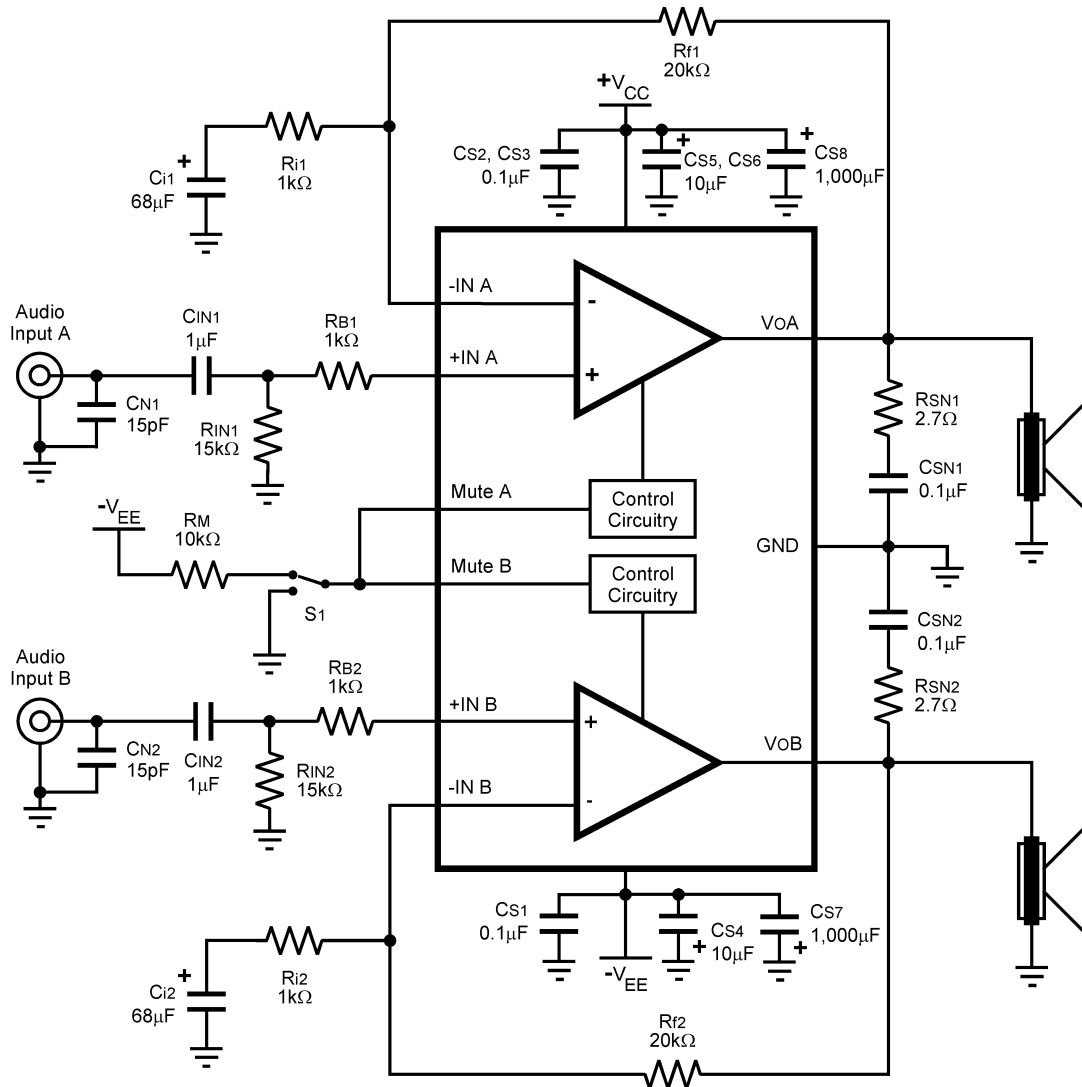 Rf1
20kΩ
+VCC
Ri1
1kΩ
+
Ci1
68µF
CS2, CS3
0.1µF
+
CS5, CS6
10µF
+
CS8
1,000µF
-IN A
-
Audio
Input A
CIN1
1µF
RB1
1kΩ
+IN A
+
VOA
CN1
15pF
RIN1
15kΩ
RSN1
2.7Ω
CSN1
0.1µF
Mute A
Control
Circuitry
-VEE
RM
10kΩ
GND
Mute B
Control
Circuitry
S1
CSN2
0.1µF
RSN2
2.7Ω
Audio
Input B
RB2
1kΩ
+IN B
+
CN2
15pF
CIN2
1µF
RIN2
15kΩ
VOB
-IN B
-
CS1
0.1µF
CS4
+ 10µF
CS7
1,000µF
+
-VEE
Ri2
1kΩ
+
Ci2
68µF
Rf2
20kΩ